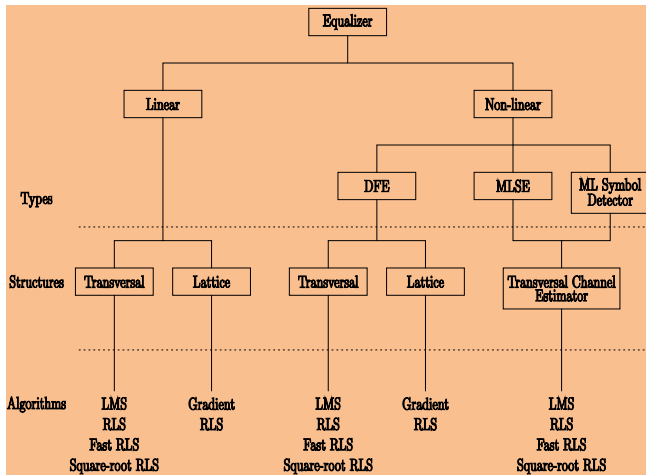 Equalizer
Linear
Non-linear
DFE
MLSE
ML Symbol
Detector
Types
Structures
Transversal
Lattice
Transversal
Lattice
Transversal Channel
Estimator
Algorithms
LMS
RLS
Fast RLS
Square-root RLS
Gradient
RLS
LMS
RLS
Fast RLS
Square-root RLS
Gradient
RLS
LMS
RLS
Fast RLS
Square-root RLS